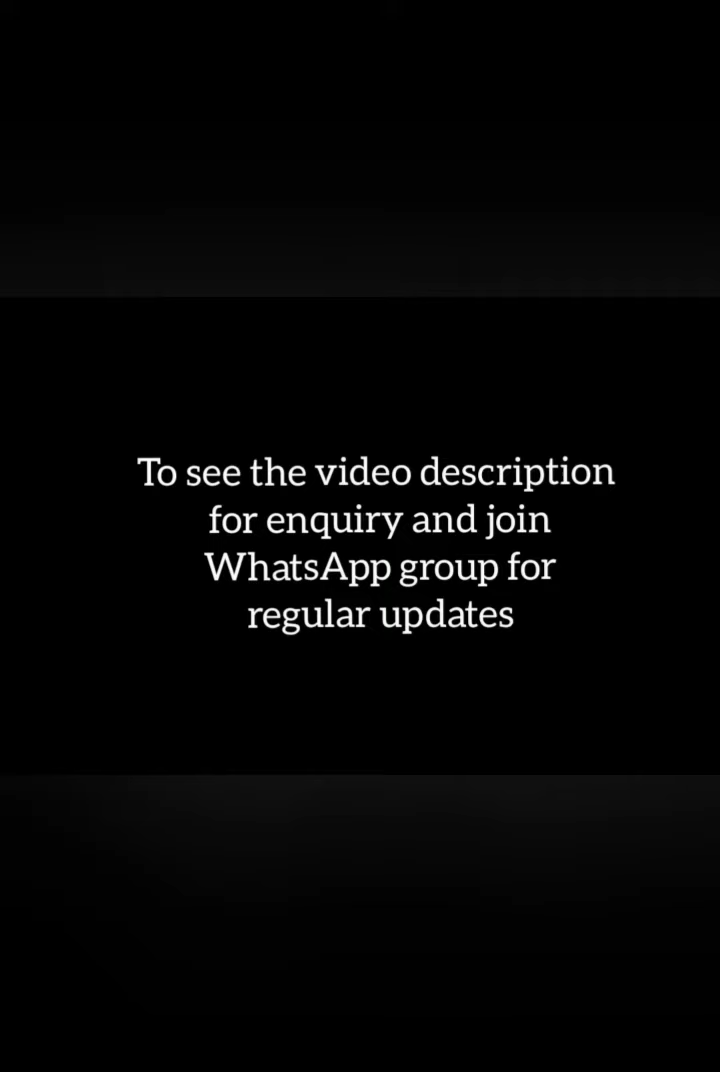 To see the video description
for enquiry and join
WhatsApp group for
regular updates